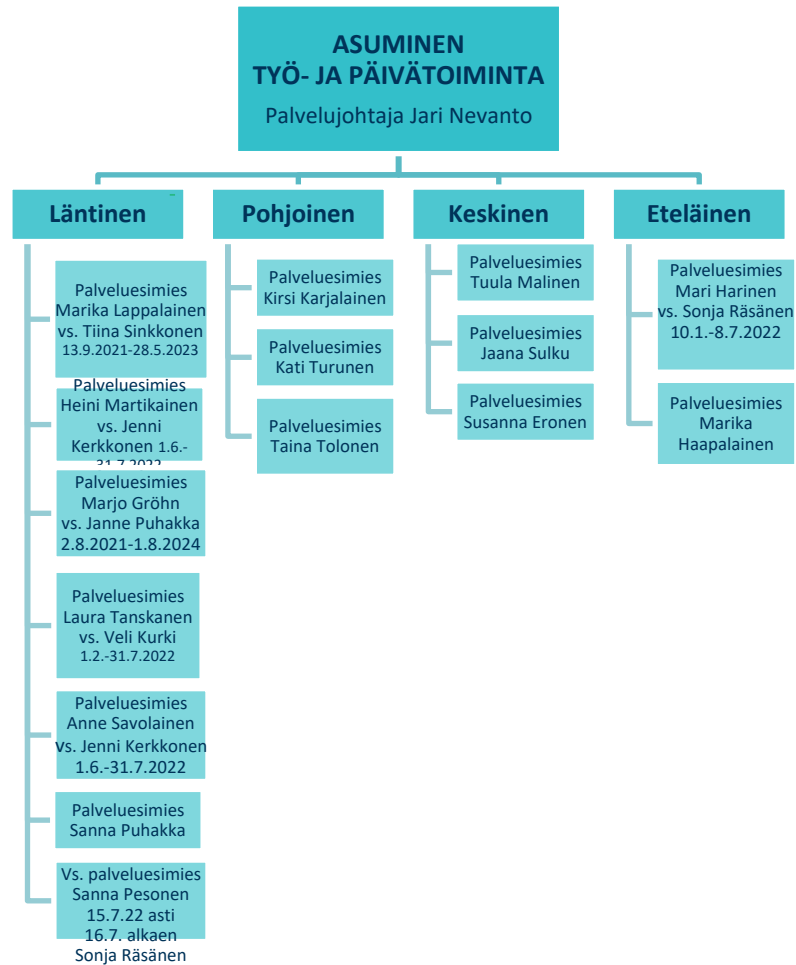 ASUMINEN
TYÖ- JA PÄIVÄTOIMINTA
Palvelujohtaja Jari Nevanto
Läntinen
Palveluesimies
Marika Lappalainen
vs. Tiina Sinkkonen
13.9.2021-28.5.2023
Palveluesimies
Heini Martikainen
vs. Jenni
Kerkkonen 1.6.-
31.7.2022
Palveluesimies
Marjo Gröhn
vs. Janne Puhakka
2.8.2021-1.8.2024
Palveluesimies
Laura Tanskanen
vs. Veli Kurki
1.2.-31.7.2022
Palveluesimies
Anne Savolainen
vs. Jenni Kerkkonen
1.6.-31.7.2022
Palveluesimies
Sanna Puhakka
Vs. palveluesimies
Sanna Pesonen
15.7.22 asti
16.7. alkaen
Sonja Räsänen
Pohjoinen
Palveluesimies
Kirsi Karjalainen
Palveluesimies
Kati Turunen
Palveluesimies
Taina Tolonen
Keskinen
Palveluesimies
Tuula Malinen
Palveluesimies
Jaana Sulku
Palveluesimies
Susanna Eronen
Eteläinen
Palveluesimies
Mari Harinen
vs. Sonja Räsänen
10.1.-8.7.2022
Palveluesimies
Marika
Haapalainen